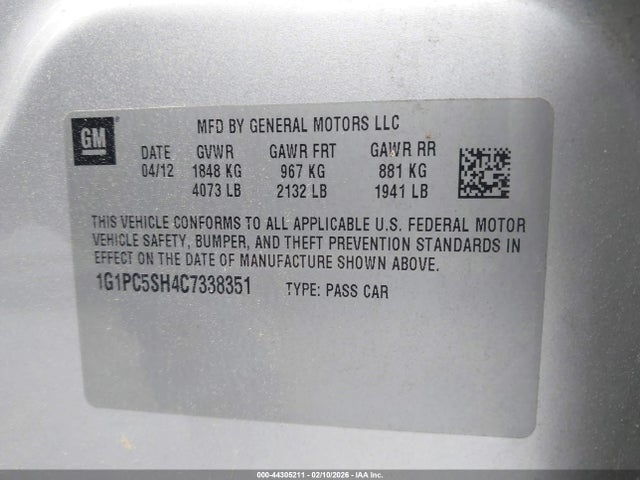 GM
MFD BY GENERAL MOTORS LLC
DATE GVWR GAWR FRT GAWR RR
04/12 1848 KG 967 KG 881 KG
4073 LB 2132 LB 1941 LB
THIS VEHICLE CONFORMS TO ALL APPLICABLE U.S. FEDERAL MOTOR
VEHICLE SAFETY, BUMPER, AND THEFT PREVENTION STANDARDS IN
EFFECT ON THE DATE OF MANUFACTURE SHOWN ABOVE.
1G1PC5SH4C7338351 TYPE: PASS CAR
000-44305211 - 02/10/2026 - IAA Inc.